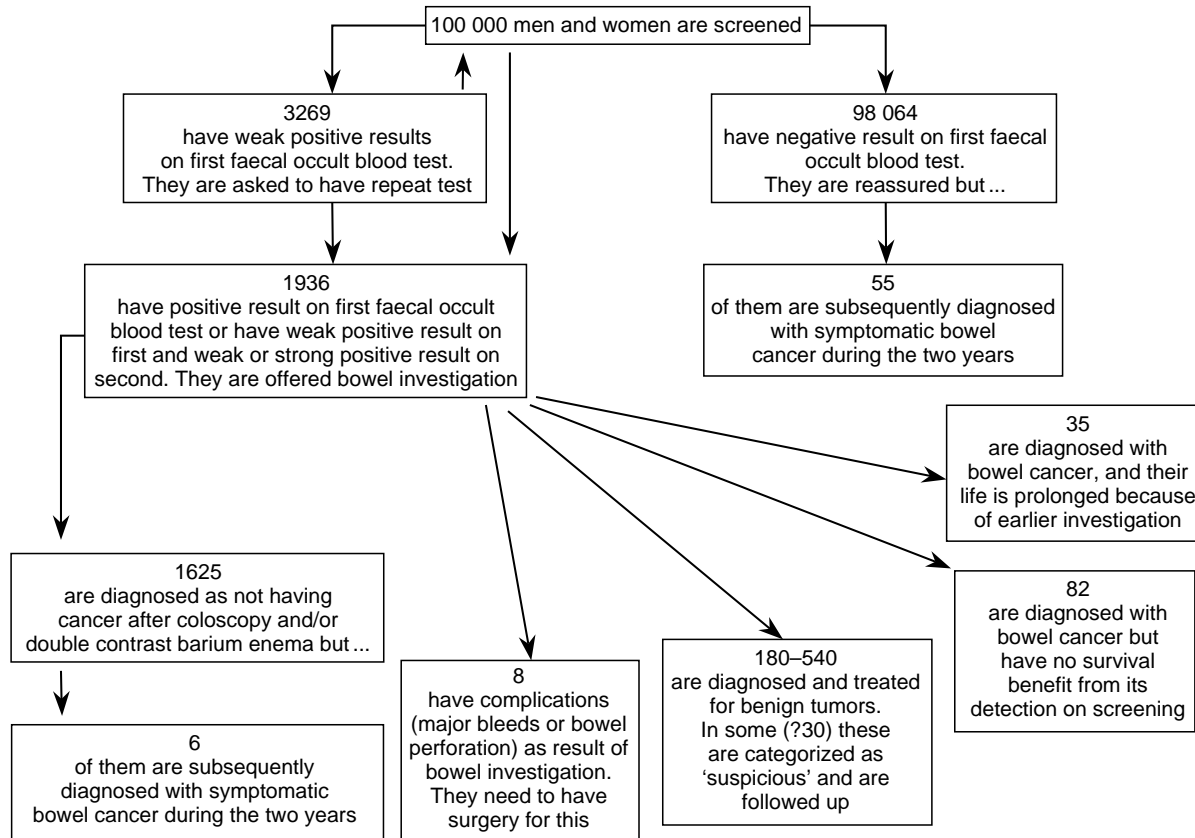 100 000 men and women are screened
3269
have weak positive results
on first faecal occult blood test.
They are asked to have repeat test
98 064
have negative result on first faecal
occult blood test.
They are reassured but ...
1936
have positive result on first faecal occult
blood test or have weak positive result on
first and weak or strong positive result on
second. They are offered bowel investigation
55
of them are subsequently diagnosed
with symptomatic bowel
cancer during the two years
35
are diagnosed with
bowel cancer, and their
life is prolonged because
of earlier investigation
1625
are diagnosed as not having
cancer after coloscopy and/or
double contrast barium enema but ...
82
are diagnosed with
bowel cancer but
have no survival
benefit from its
detection on screening
180–540
are diagnosed and treated
for benign tumors.
In some (?30) these
are categorized as
‘suspicious’ and are
followed up
8
have complications
(major bleeds or bowel
perforation) as result of
bowel investigation.
They need to have
surgery for this
6
of them are subsequently
diagnosed with symptomatic
bowel cancer during the two years